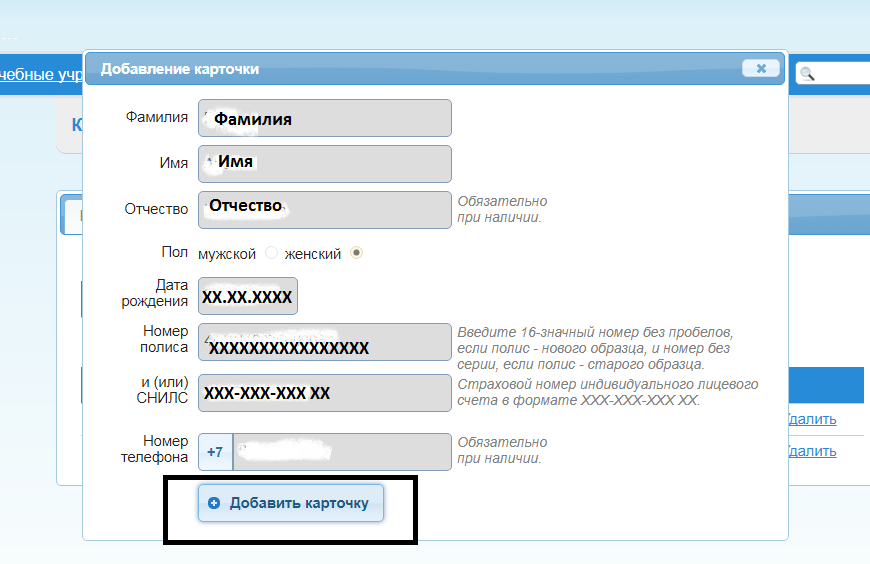 чебные учр
Добавление карточки
К
Фамилия
Фамилия
Имя
Имя
Отчество
Отчество
Обязательно
при наличии.
Пол
мужской
женский
Дата
рождения
XX.XX.XXXX
Номер
полиса
XXXXXXXXXXXXXXXX
Введите 16-значный номер без пробелов,
если полис - нового образца, и номер без
серии, если полис - старого образца.
и (или)
СНИЛС
XXX-XXX-XXX XX
Страховой номер индивидуального лицевого
счета в формате XXX-XXX-XXX XX.
Удалить
Номер
телефона
+7
Обязательно
при наличии.
Удалить
Добавить карточку